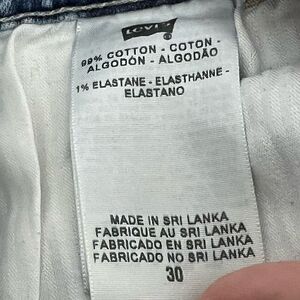 Levi's
99% COTTON - COTON -
ALGODÓN - ALGODÃO
1% ELASTANE - ELASTHANNE -
ELASTANO
MADE IN SRI LANKA
FABRIQUE AU SRI LANKA
FABRICADO EN SRI LANKA
FABRICADO NO SRI LANKA
30